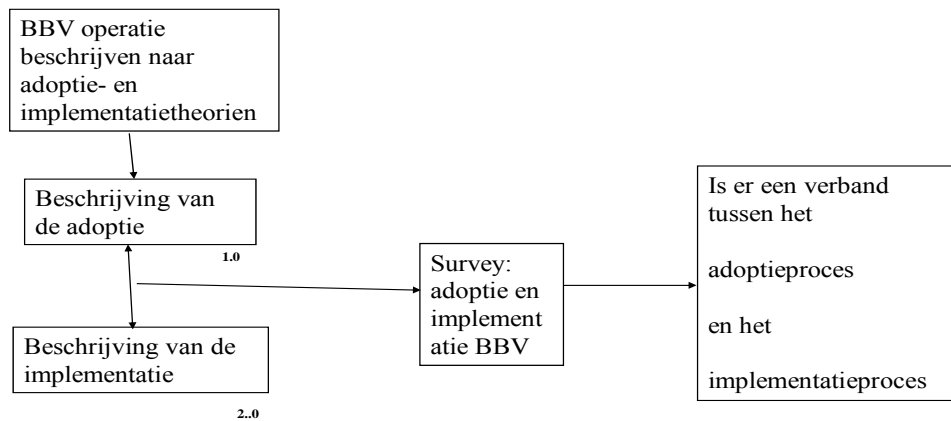 BBV operatie
beschrijven naar
adoptie- en
implementatietheorien
Beschrijving van
de adoptie
1.0
Beschrijving van de
implementatie
2..0
Survey:
adoptie en
implement
atie BBV
Is er een verband
tussen het
adoptieproces
en het
implementatieproces